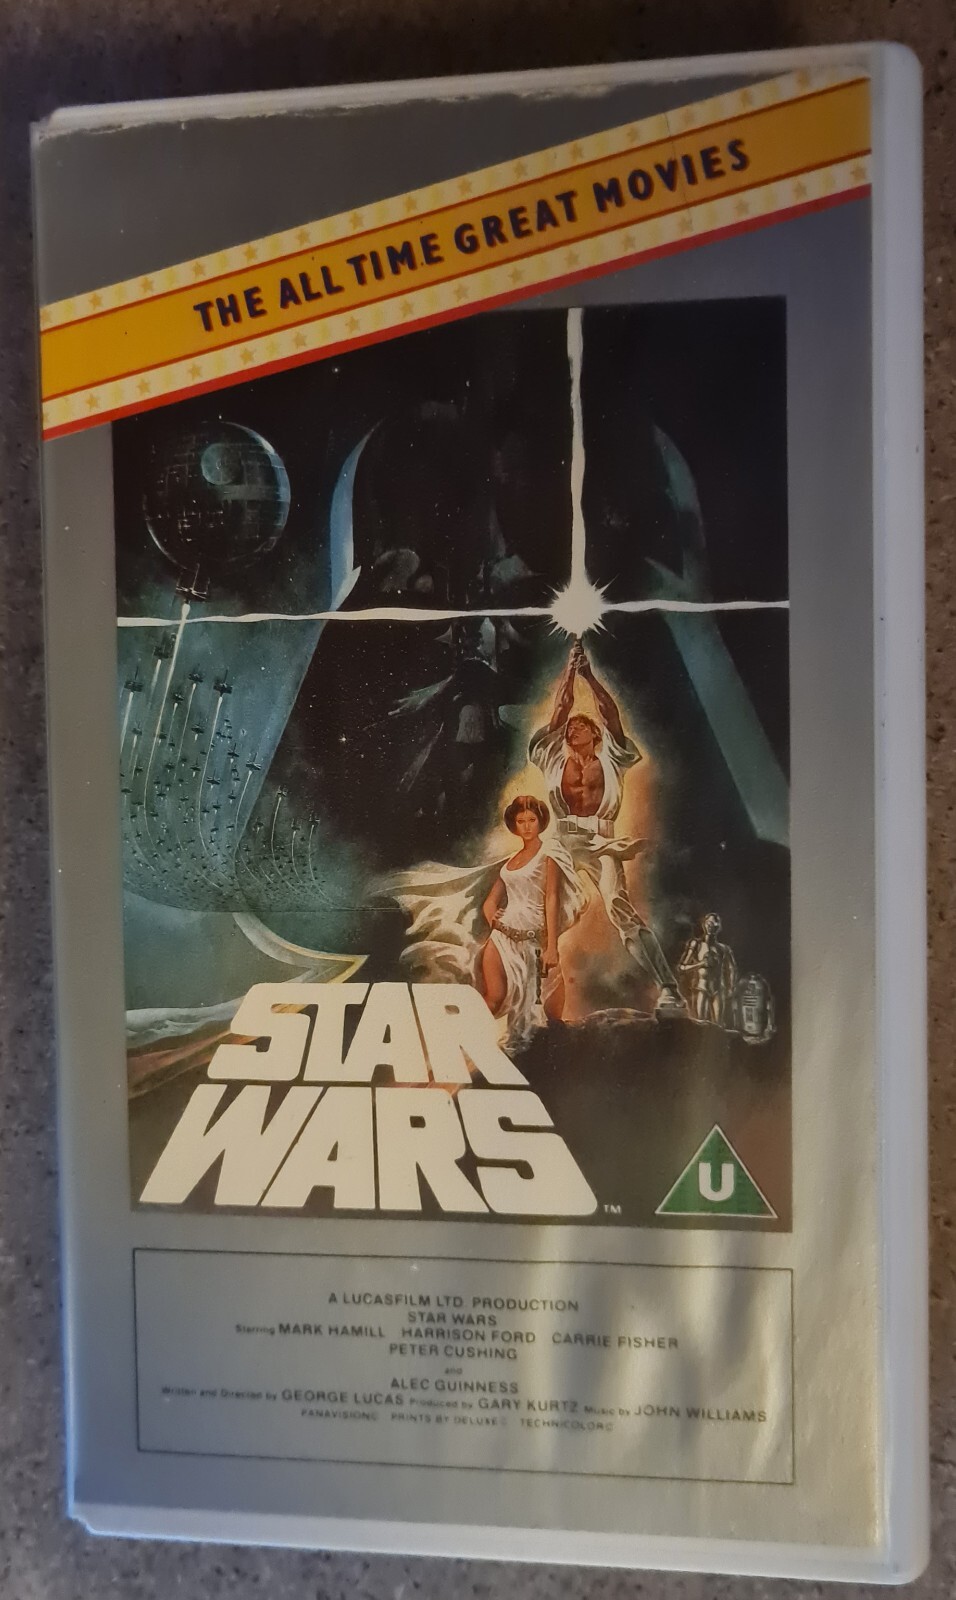 THE ALL TIME GREAT MOVIES
STAR
WARS
TM
U
A LUCASFILM LTD. PRODUCTION
STAR WARS
Starring MARK HAMILL HARRISON FORD CARRIE FISHER
PETER CUSHING
and
ALEC GUINNESS
Written and Directed by GEORGE LUCAS Produced by GARY KURTZ Music by JOHN WILLIAMS
PANAVISION® PRINTS BY DELUXE® TECHNICOLOR®